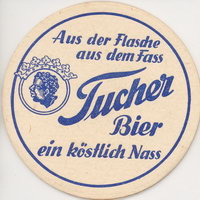 Aus der Flasche
aus dem Fass
Tucher
Bier
ein köstlich Nass